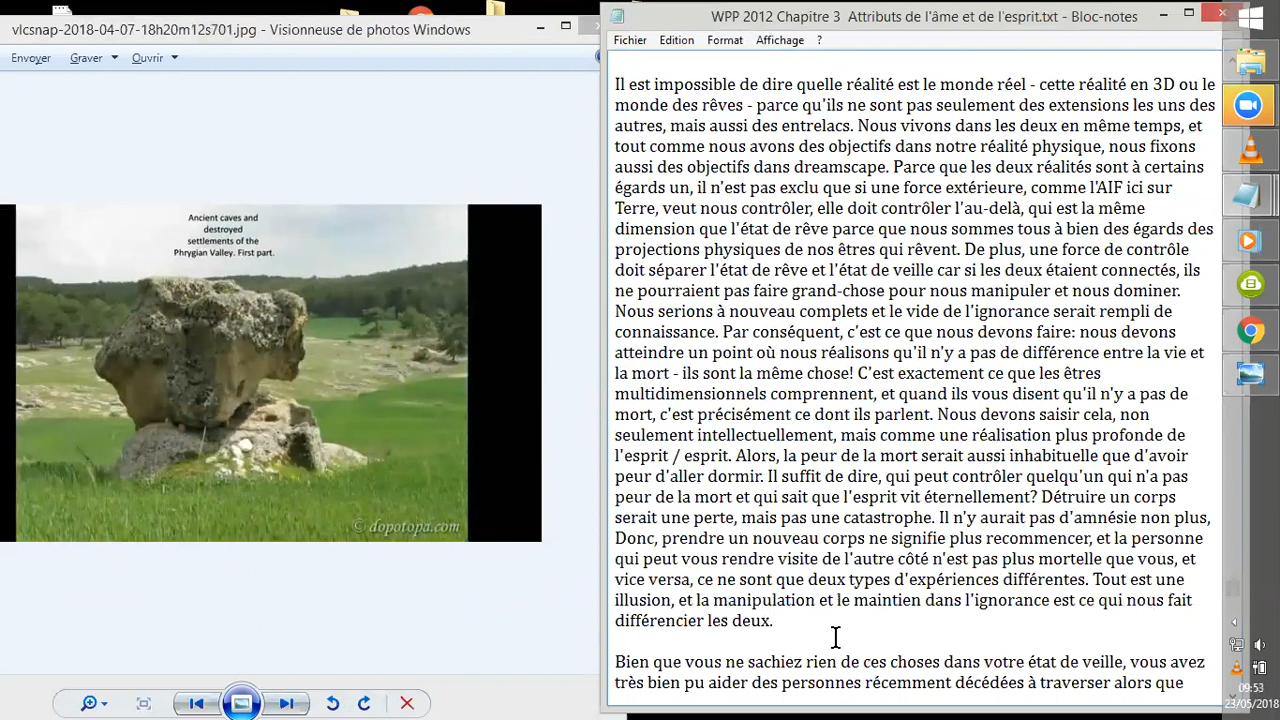 vlcsnap-2018-04-07-18h20m12s701.jpg - Visionneuse de photos Windows
Envoyer Graver Ouvrir
Ancient caves and
destroyed
settlements of the
Phrygian Valley. First part.
© dopotopa.com
WPP 2012 Chapitre 3 Attributs de l'âme et de l'esprit.txt - Bloc-notes
Fichier Edition Format Affichage ?
Il est impossible de dire quelle réalité est le monde réel - cette réalité en 3D ou le
monde des rêves - parce qu'ils ne sont pas seulement des extensions les uns des
autres, mais aussi des entrelacs. Nous vivons dans les deux en même temps, et
tout comme nous avons des objectifs dans notre réalité physique, nous fixons
aussi des objectifs dans dreamscape. Parce que les deux réalités sont à certains
égards un, il n'est pas exclu que si une force extérieure, comme l'AIF ici sur
Terre, veut nous contrôler, elle doit contrôler l'au-delà, qui est la même
dimension que l'état de rêve parce que nous sommes tous à bien des égards des
projections physiques de nos êtres qui rêvent. De plus, une force de contrôle
doit séparer l'état de rêve et l'état de veille car si les deux étaient connectés, ils
ne pourraient pas faire grand-chose pour nous manipuler et nous dominer.
Nous serions à nouveau complets et le vide de l'ignorance serait rempli de
connaissance. Par conséquent, c'est ce que nous devons faire: nous devons
atteindre un point où nous réalisons qu'il n'y a pas de différence entre la vie et
la mort - ils sont la même chose! C'est exactement ce que les êtres
multidimensionnels comprennent, et quand ils vous disent qu'il n'y a pas de
mort, c'est précisément ce dont ils parlent. Nous devons saisir cela, non
seulement intellectuellement, mais comme une réalisation plus profonde de
l'esprit / esprit. Alors, la peur de la mort serait aussi inhabituelle que d'avoir
peur d'aller dormir. Il suffit de dire, qui peut contrôler quelqu'un qui n'a pas
peur de la mort et qui sait que l'esprit vit éternellement? Détruire un corps
serait une perte, mais pas une catastrophe. Il n'y aurait pas d'amnésie non plus,
Donc, prendre un nouveau corps ne signifie plus recommencer, et la personne
qui peut vous rendre visite de l'autre côté n'est pas plus mortelle que vous, et
vice versa, ce ne sont que deux types d'expériences différentes. Tout est une
illusion, et la manipulation et le maintien dans l'ignorance est ce qui nous fait
différencier les deux.
Bien que vous ne sachiez rien de ces choses dans votre état de veille, vous avez
très bien pu aider des personnes récemment décédées à traverser alors que
09:53
23/05/2018